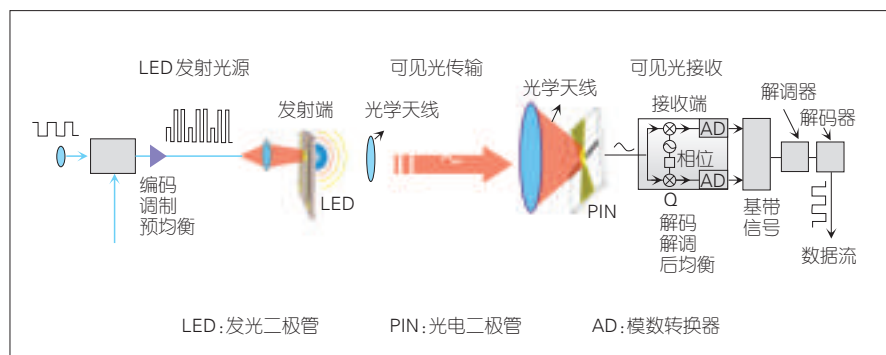 LED发射光源
可见光传输
可见光接收
发射端
光学天线
光学天线
接收端
解调器
解码器
AD
相位
AD
Q
编码
调制
预均衡
LED
PIN
解码
解调
后均衡
基带
信号
数据流
LED:发光二极管
PIN:光电二极管
AD:模数转换器